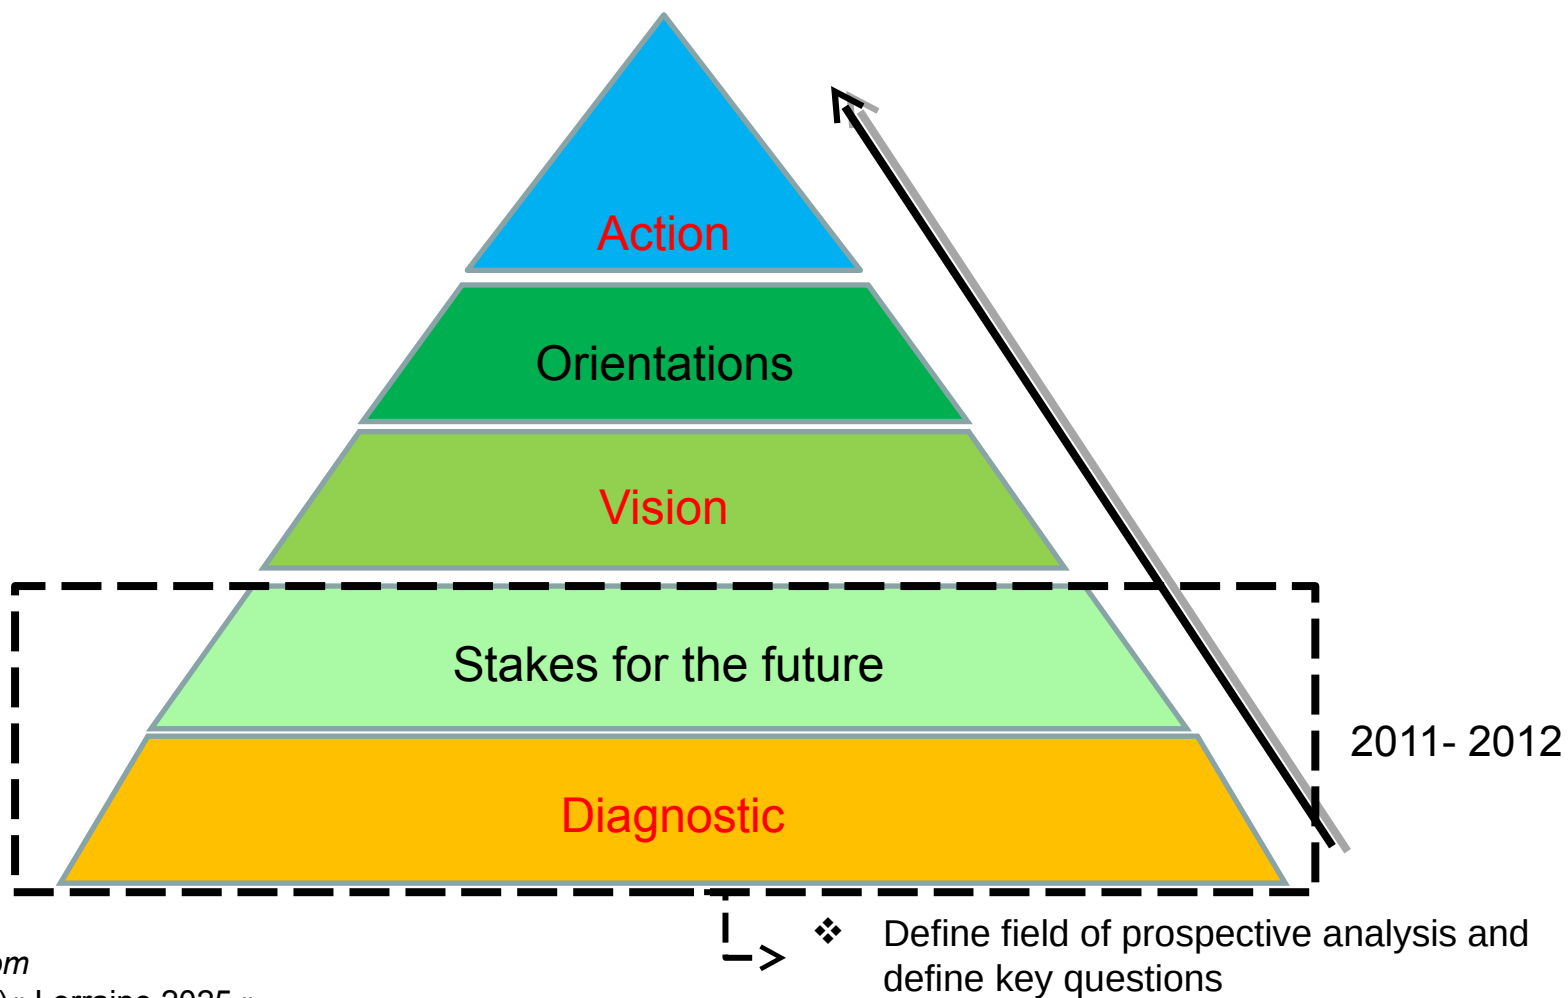 Action
Orientations
Vision
Stakes for the future
2011- 2012
Diagnostic
❖ Define field of prospective analysis and
define key questions